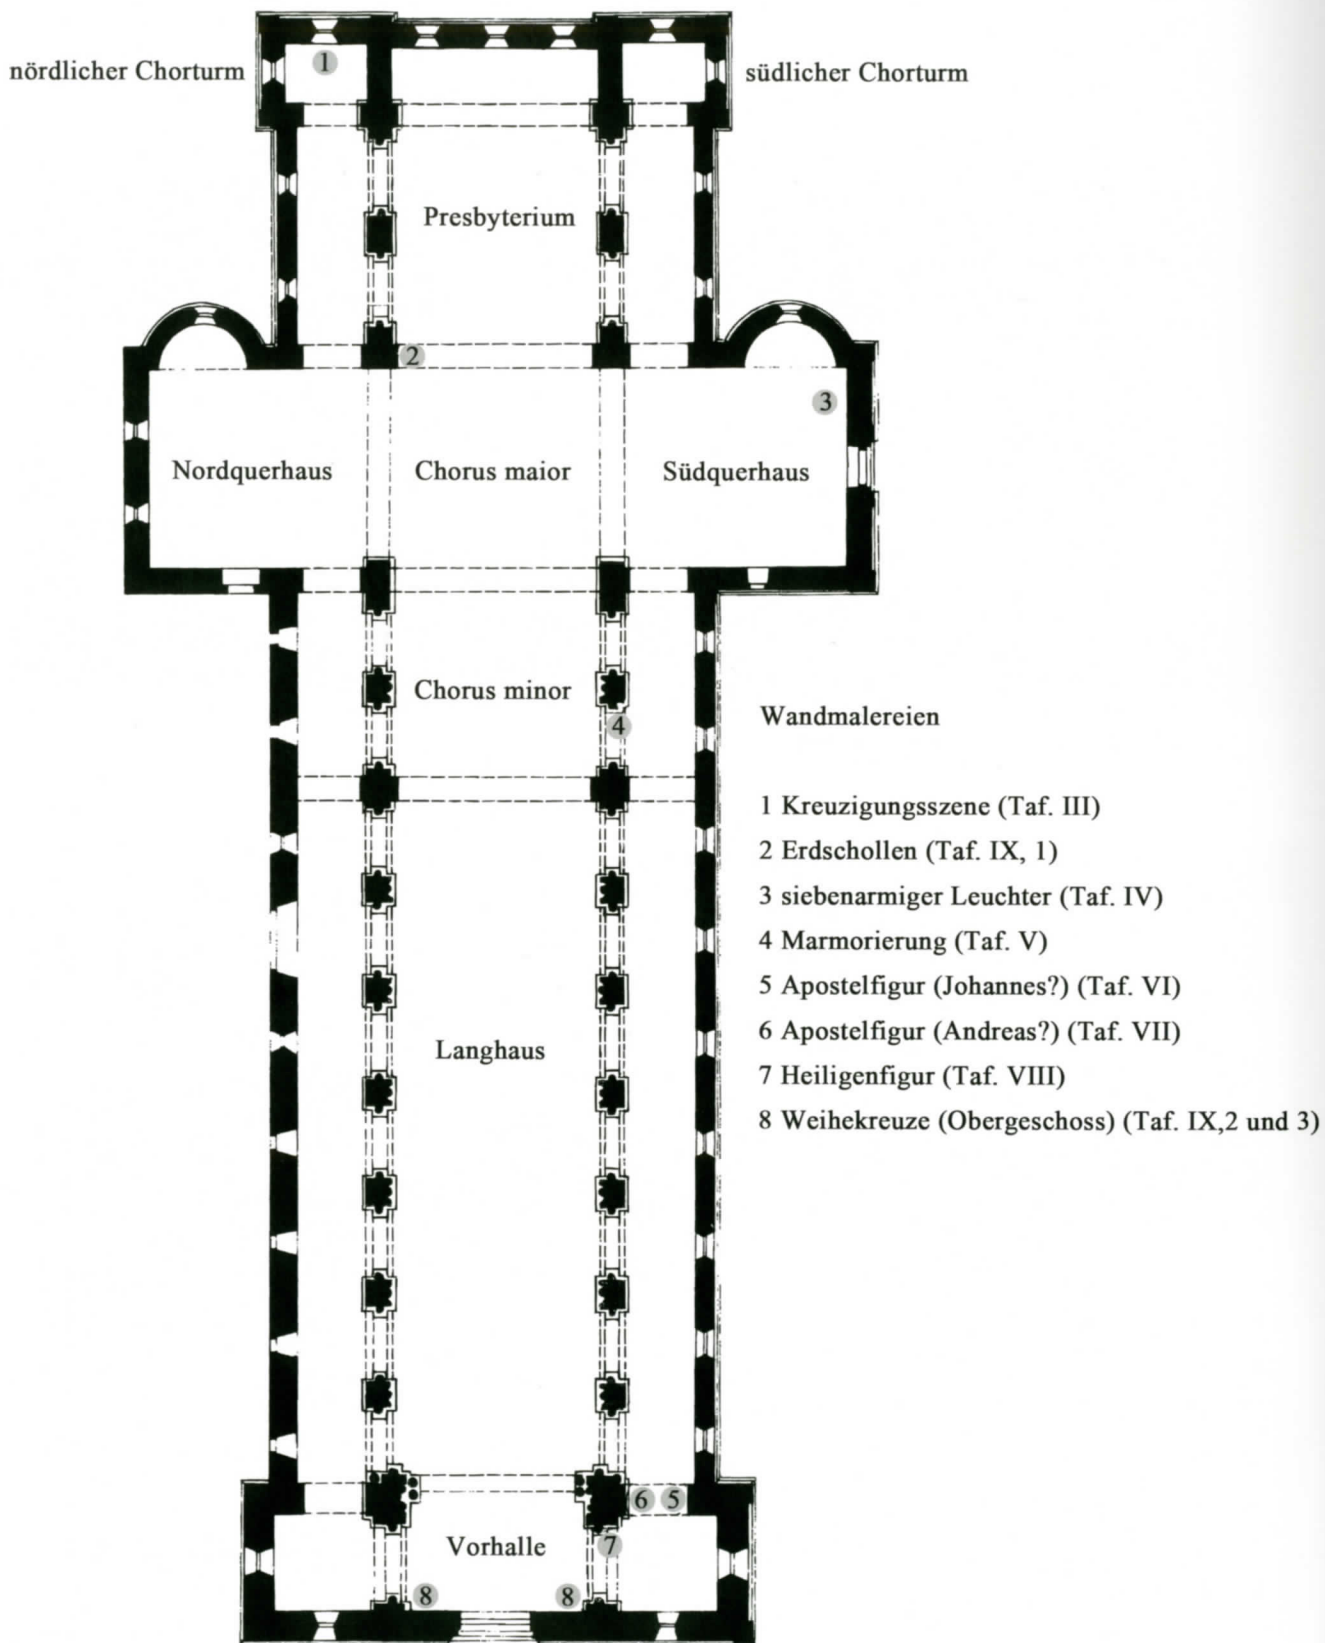 nördlicher Chorturm
1
südlicher Chorturm
Presbyterium
2
3
Nordquerhaus
Chorus maior
Südquerhaus
Chorus minor
4
Wandmalereien
1 Kreuzigungsszene (Taf. III)
2 Erdschollen (Taf. IX, 1)
3 siebenarmiger Leuchter (Taf. IV)
4 Marmorierung (Taf. V)
5 Apostelfigur (Johannes?) (Taf. VI)
6 Apostelfigur (Andreas?) (Taf. VII)
7 Heiligenfigur (Taf. VIII)
8 Weihekreuze (Obergeschoss) (Taf. IX,2 und 3)
Langhaus
6 5
Vorhalle
7
8 8